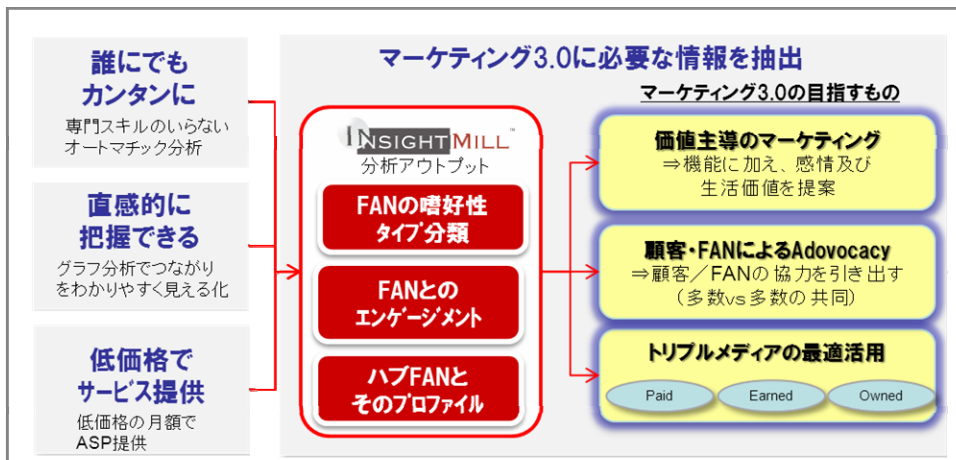 誰にでも
カンタンに
専門スキルのいらない
オートマチック分析
直感的に
把握できる
グラフ分析でつながり
をわかりやすく見える化
低価格で
サービス提供
低価格の月額で
ASP提供
マーケティング3.0に必要な情報を抽出
INSIGHTMILL™
分析アウトプット
FANの嗜好性
タイプ分類
FANとの
エンゲージメント
ハブFANと
そのプロファイル
マーケティング3.0の目指すもの
価値主導のマーケティング
⇒機能に加え、感情及び
生活価値を提案
顧客・FANによるAdovocacy
⇒顧客／FANの協力を引き出す
（多数vs多数の共同）
トリプルメディアの最適活用
Paid
Earned
Owned